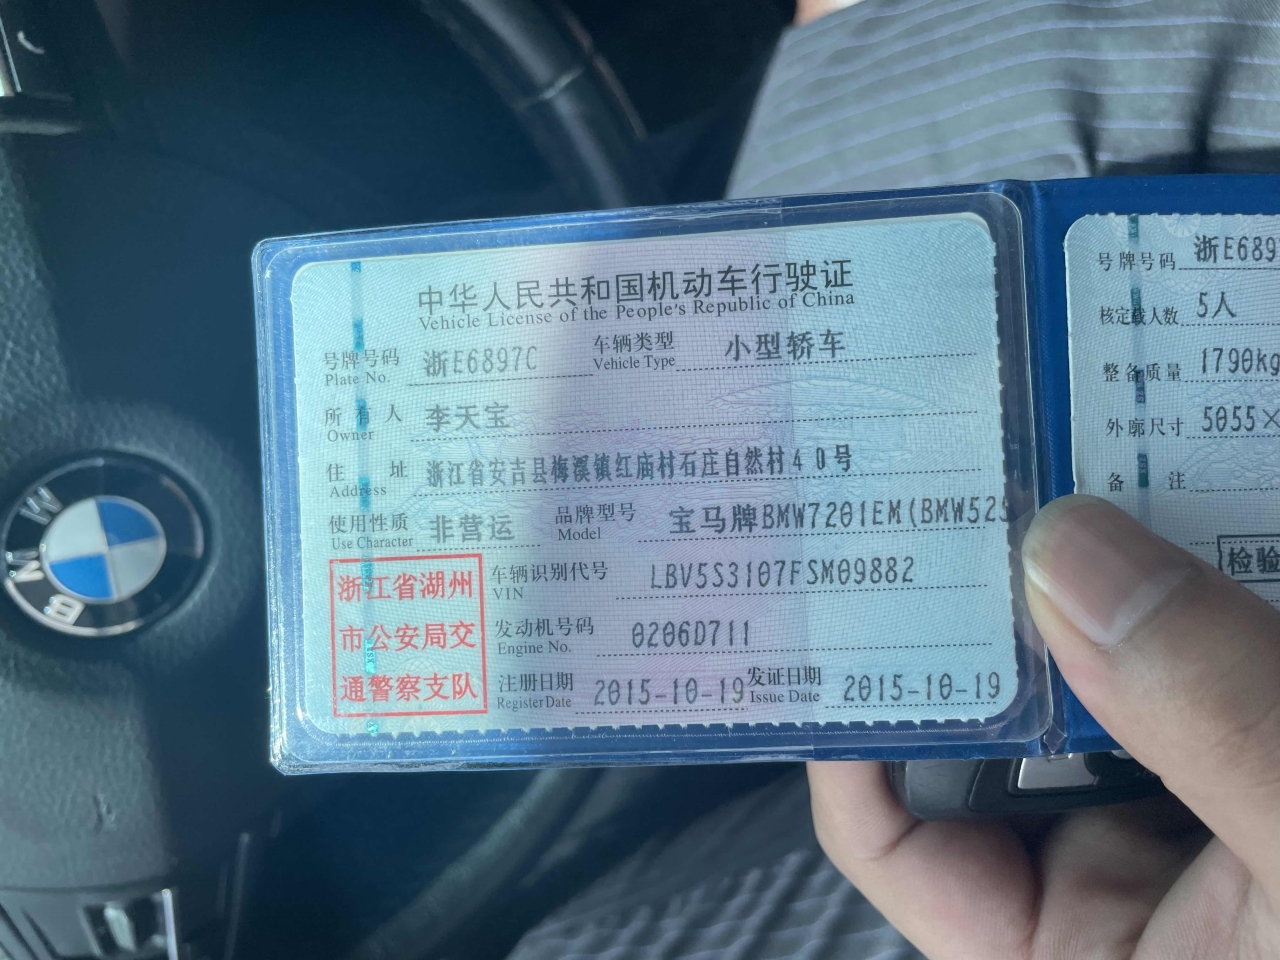 中华人民共和国机动车行驶证
Vehicle License of the People's Republic of China
号牌号码 浙E6897C 车辆类型 小型轿车
Plate No. Vehicle Type
所有人 李天宝
Owner
住址 浙江省安吉县梅溪镇红庙村石庄自然村40号
Address
使用性质 非营运 品牌型号 宝马牌BMW7201EM(BMW525
Use Character Model
浙江省湖州
市公安局交
通警察支队
车辆识别代号 LBV5S3107FSM09882
VIN
发动机号码 0206D711
Engine No.
注册日期 2015-10-19 发证日期 2015-10-19
Register Date Issue Date
号牌号码 浙E689
核定载人数 5人
整备质量 1790kg
外廓尺寸 5055×
备注
检验
BMW